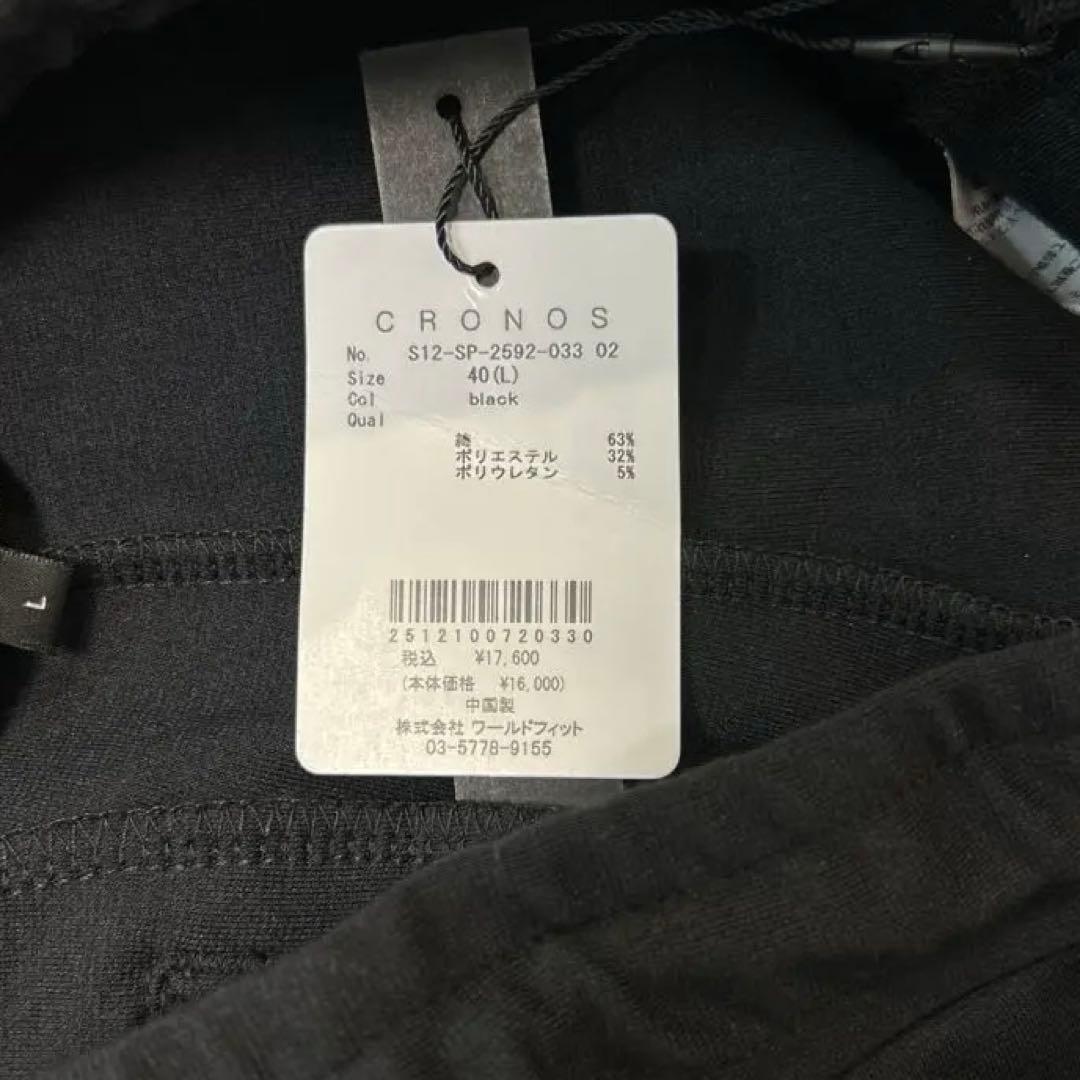 CRONOS
No. S12-SP-2592-033 02
Size 40(L)
Col black
Qual
綿 63%
ポリエステル 32%
ポリウレタン 5%
2512100720330
税込 ¥17,600
(本体価格 ¥16,000)
中国製
株式会社 ワールドフィット
03-5778-9155
L